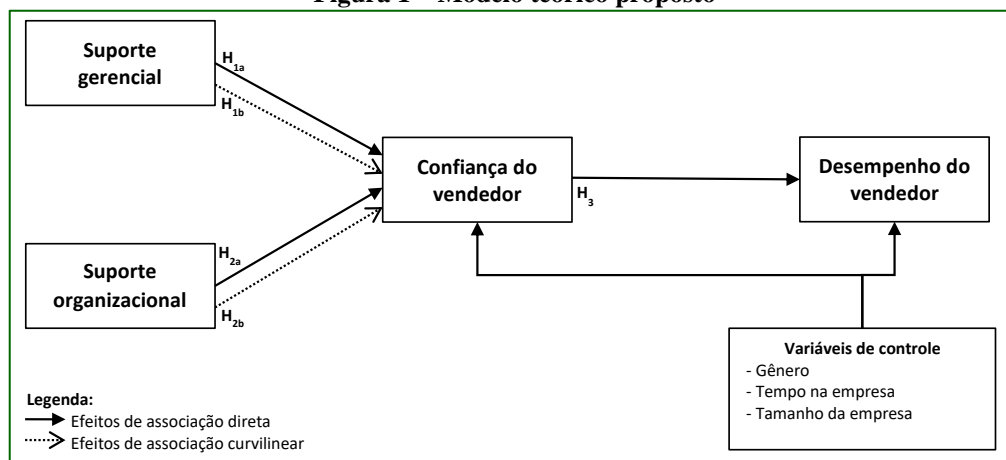 Figura 1 – Modelo teórico proposto
Suporte
gerencial
H1a
H1b
Confiança do
vendedor
H3
Desempenho do
vendedor
H2a
Suporte
organizacional
H2b
Variáveis de controle
- Gênero
- Tempo na empresa
- Tamanho da empresa
Legenda:
Efeitos de associação direta
Efeitos de associação curvilinear